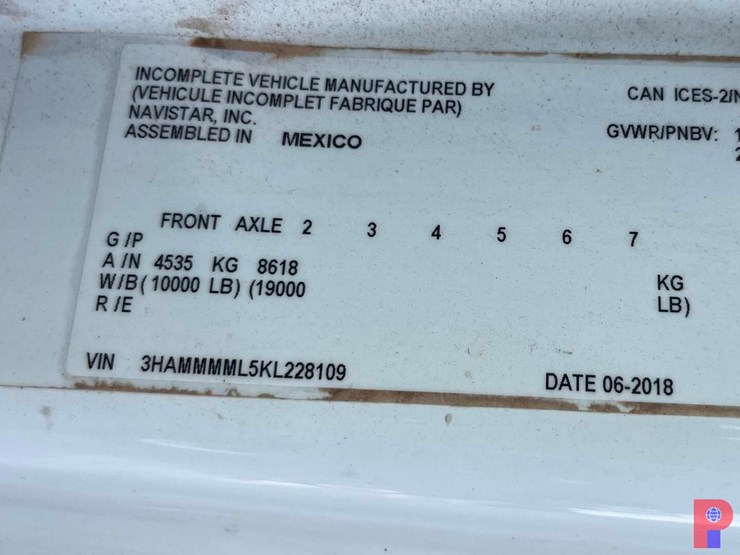 INCOMPLETE VEHICLE MANUFACTURED BY
(VEHICULE INCOMPLET FABRIQUE PAR)
NAVISTAR, INC.
ASSEMBLED IN MEXICO
CAN ICES-2/N
GVWR/PNBV: 1
2
FRONT AXLE 2 3 4 5 6 7
G/P
A/N 4535 KG 8618 KG
W/B (10000 LB) (19000 LB)
R/E
VIN 3HAMMMML5KL228109
DATE 06-2018